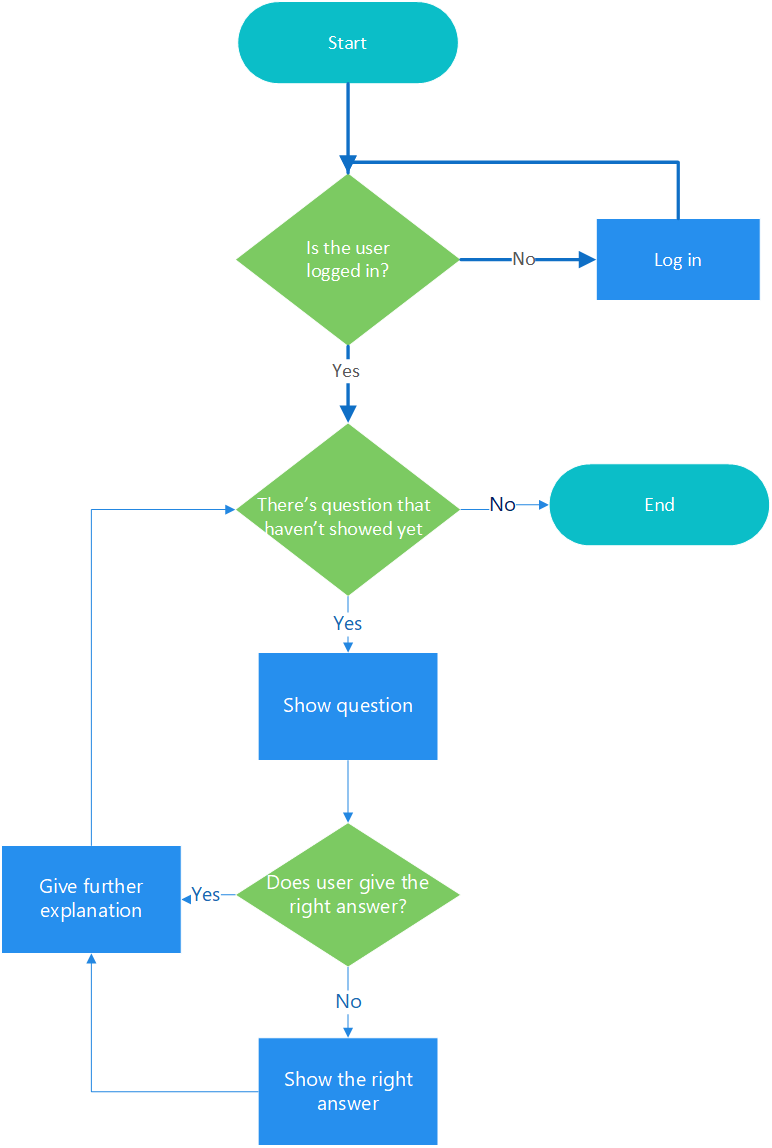 Start
Is the user
logged in?
No
Log in
Yes
There's question that
haven't showed yet
No
End
Yes
Show question
Does user give the
right answer?
Yes
Give further
explanation
No
Show the right
answer